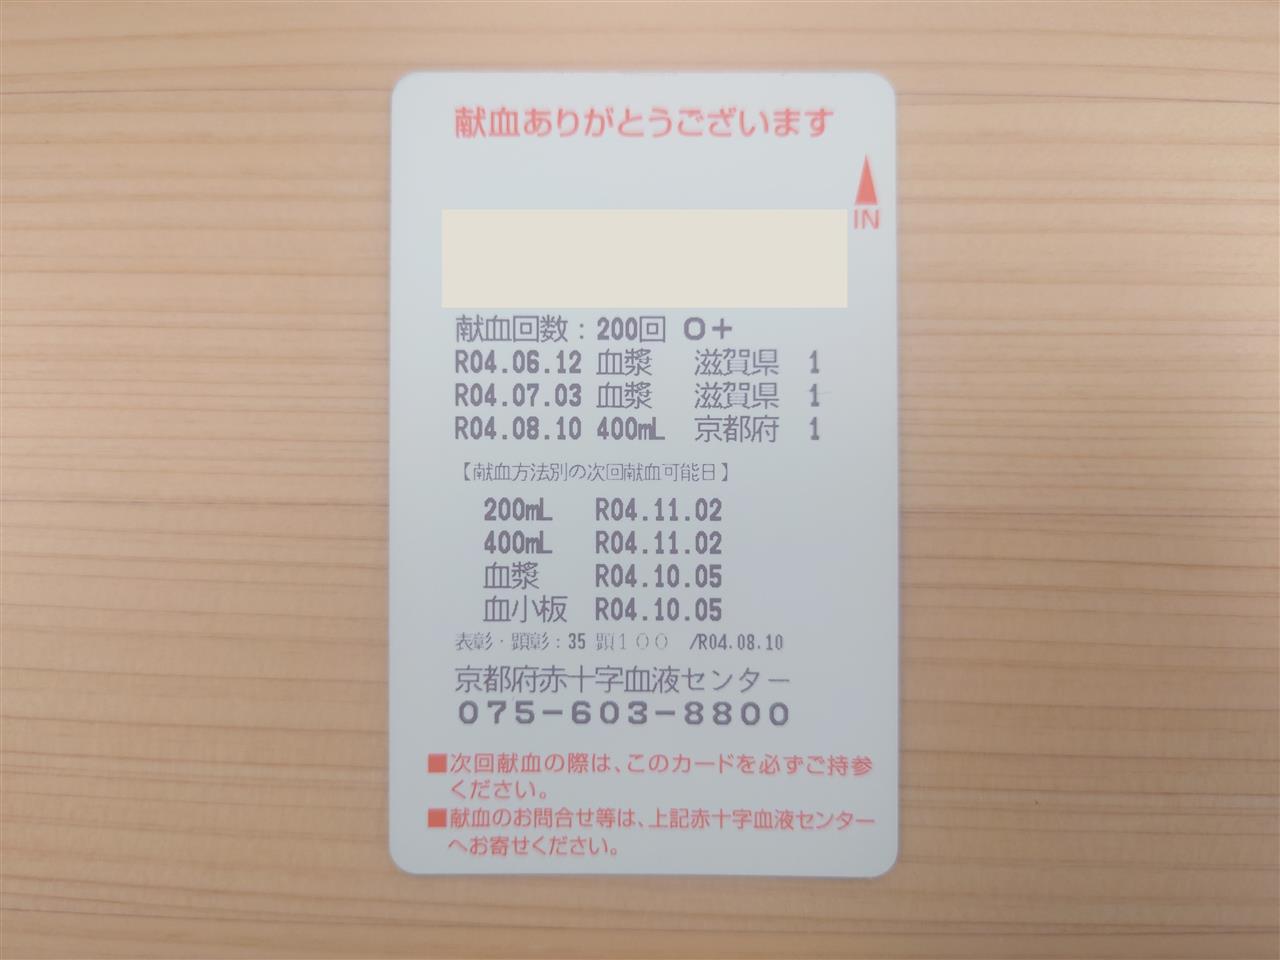 献血ありがとうございます
IN
献血回数：200回 O+
R04.06.12 血漿 滋賀県 1
R04.07.03 血漿 滋賀県 1
R04.08.10 400mL 京都府 1
【献血方法別の次回献血可能日】
200mL R04.11.02
400mL R04.11.02
血漿 R04.10.05
血小板 R04.10.05
表彰・顕彰：35 顕１００ /R04.08.10
京都府赤十字血液センター
075-603-8800
■次回献血の際は、このカードを必ずご持参
ください。
■献血のお問合せ等は、上記赤十字血液センター
へお寄せください。